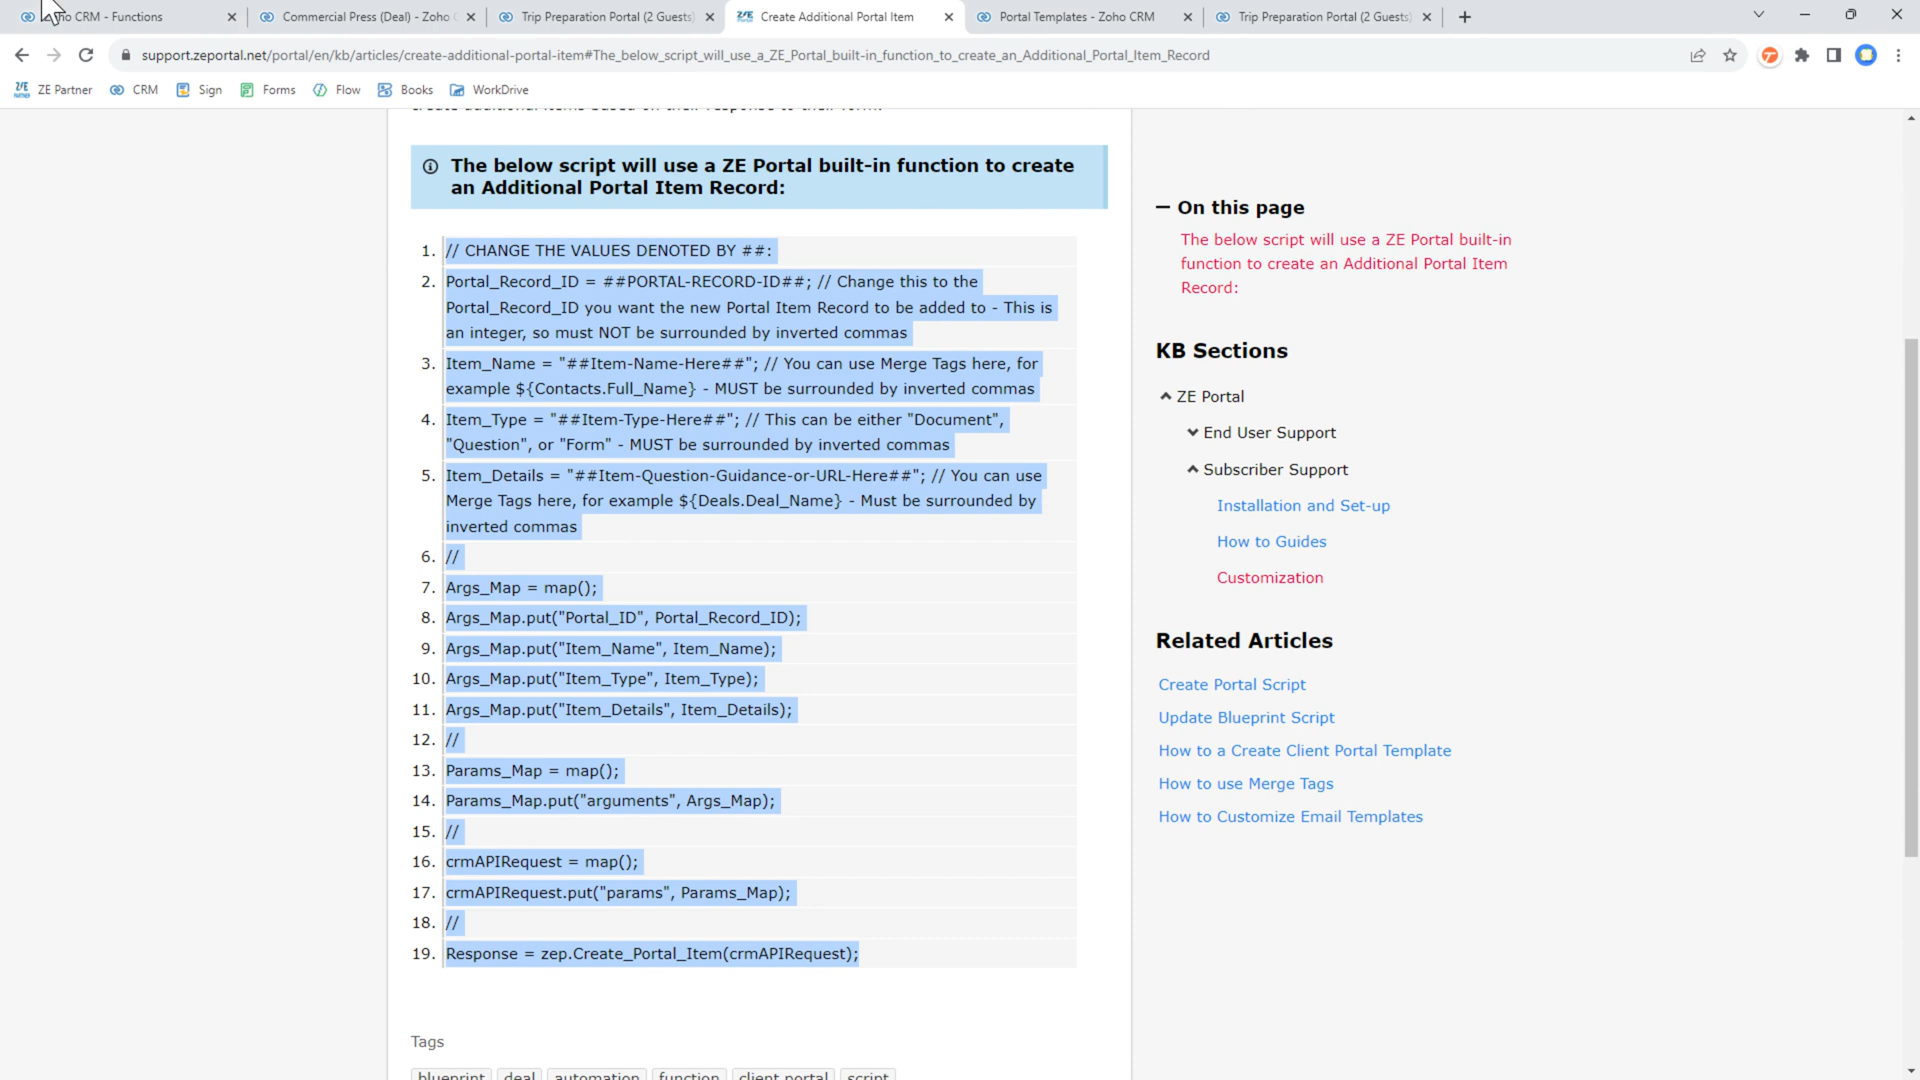 ho CRM - Functions
Commercial Press (Deal) - Zoho C
Trip Preparation Portal (2 Guests)
Create Additional Portal Item
Portal Templates - Zoho CRM
Trip Preparation Portal (2 Guests)
support.zeportal.net/portal/en/kb/articles/create-additional-portal-item#The_below_script_will_use_a_ZE_Portal_built-in_function_to_create_an_Additional_Portal_Item_Record
ZE Partner CRM Sign Forms Flow Books WorkDrive
create additional items based on their response to their form.
The below script will use a ZE Portal built-in function to create
an Additional Portal Item Record:
1. // CHANGE THE VALUES DENOTED BY ##:
2. Portal_Record_ID = ##PORTAL-RECORD-ID##; // Change this to the
Portal_Record_ID you want the new Portal Item Record to be added to - This is
an integer, so must NOT be surrounded by inverted commas
3. Item_Name = "##Item-Name-Here##"; // You can use Merge Tags here, for
example ${Contacts.Full_Name} - MUST be surrounded by inverted commas
4. Item_Type = "##Item-Type-Here##"; // This can be either "Document",
"Question", or "Form" - MUST be surrounded by inverted commas
5. Item_Details = "##Item-Question-Guidance-or-URL-Here##"; // You can use
Merge Tags here, for example ${Deals.Deal_Name} - Must be surrounded by
inverted commas
6. //
7. Args_Map = map();
8. Args_Map.put("Portal_ID", Portal_Record_ID);
9. Args_Map.put("Item_Name", Item_Name);
10. Args_Map.put("Item_Type", Item_Type);
11. Args_Map.put("Item_Details", Item_Details);
12. //
13. Params_Map = map();
14. Params_Map.put("arguments", Args_Map);
15. //
16. crmAPIRequest = map();
17. crmAPIRequest.put("params", Params_Map);
18. //
19. Response = zep.Create_Portal_Item(crmAPIRequest);
Tags
blueprint deal automation function client portal script
On this page
The below script will use a ZE Portal built-in
function to create an Additional Portal Item
Record:
KB Sections
ZE Portal
End User Support
Subscriber Support
Installation and Set-up
How to Guides
Customization
Related Articles
Create Portal Script
Update Blueprint Script
How to a Create Client Portal Template
How to use Merge Tags
How to Customize Email Templates